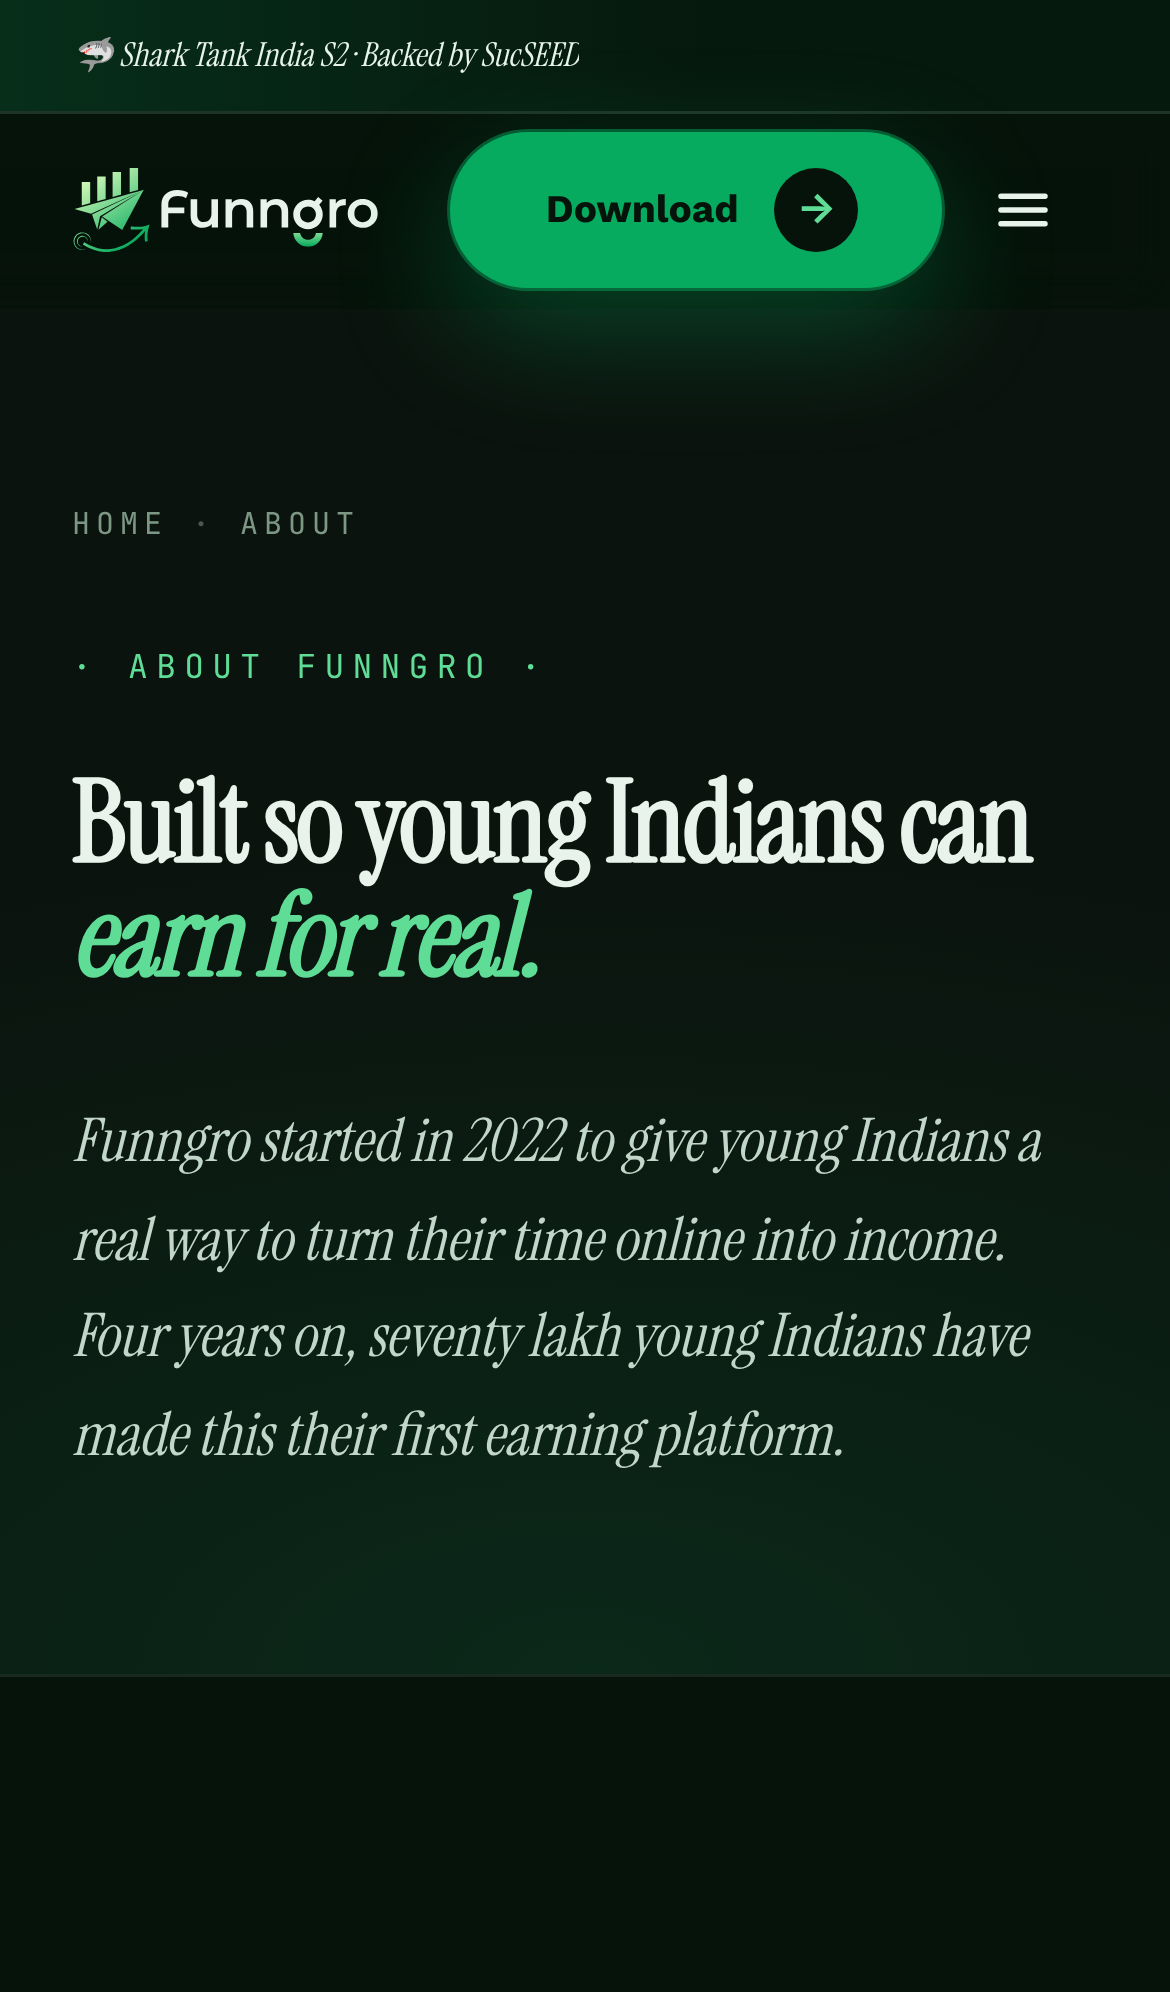 Shark Tank India S2 · Backed by SucSEED
Funngro
Download
HOME · ABOUT
· ABOUT FUNNGRO ·
Built so young Indians can
earn for real.
Funngro started in 2022 to give young Indians a
real way to turn their time online into income.
Four years on, seventy lakh young Indians have
made this their first earning platform.